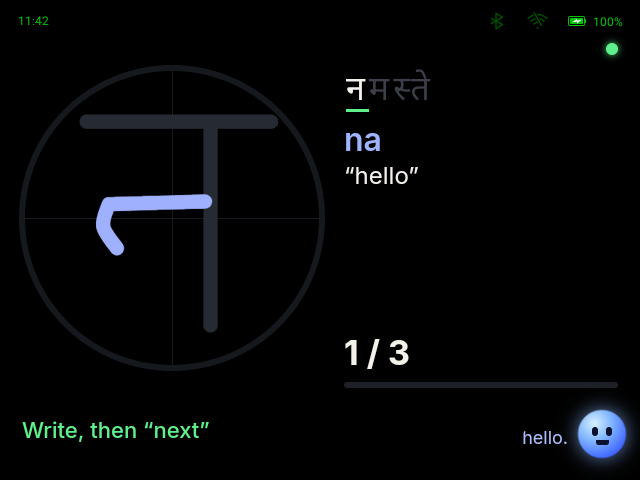 11:42 100%
नमस्ते
na
“hello”
न
1 / 3
Write, then “next”
hello.